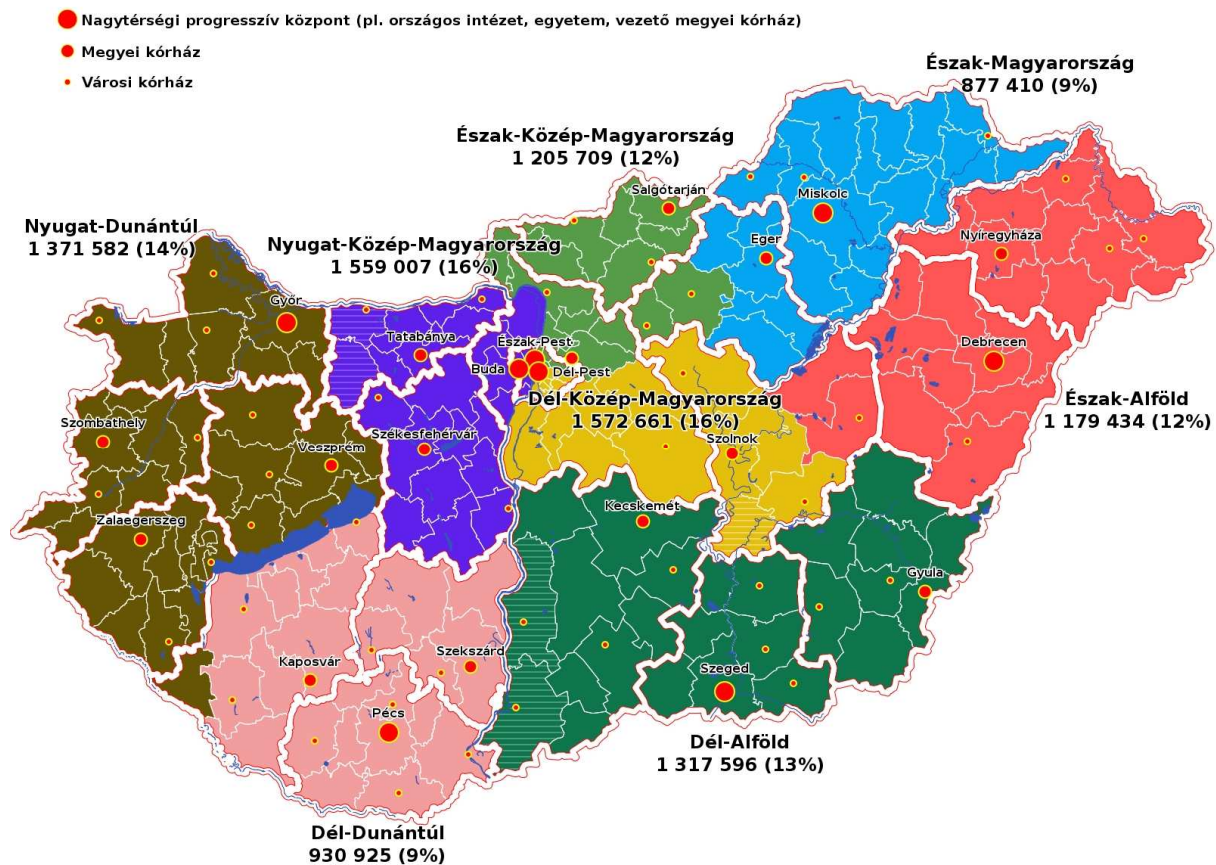 Nagytérségi progresszív központ (pl. országos intézet, egyetem, vezető megyei kórház)
Megyei kórház
Városi kórház
Észak-Magyarország
877 410 (9%)
Észak-Közép-Magyarország
1 205 709 (12%)
Salgótarján
Miskolc
Nyugat-Dunántúl
1 371 582 (14%)
Nyugat-Közép-Magyarország
1 559 007 (16%)
Eger
Nyíregyháza
Győr
Tatabánya
Észak-Pest
Debrecen
Buda
Dél-Pest
Észak-Alföld
1 179 434 (12%)
Dél-Közép-Magyarország
1 572 661 (16%)
Szombathely
Székesfehérvár
Szolnok
Veszprém
Zalaegerszeg
Kecskemét
Gyula
Kaposvár
Szekszárd
Szeged
Pécs
Dél-Alföld
1 317 596 (13%)
Dél-Dunántúl
930 925 (9%)